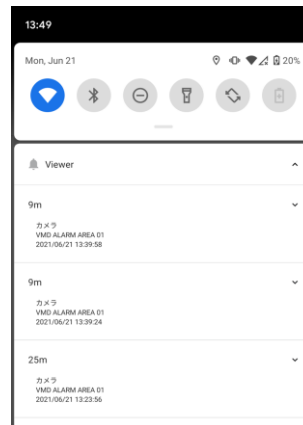 13:49
Mon, Jun 21
20%
Viewer
9m
カメラ
VMD ALARM AREA 01
2021/06/21 13:39:58
9m
カメラ
VMD ALARM AREA 01
2021/06/21 13:39:24
25m
カメラ
VMD ALARM AREA 01
2021/06/21 13:23:56